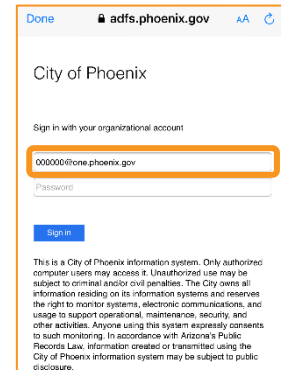 Done adfs.phoenix.gov AA
City of Phoenix
Sign in with your organizational account
000000@one.phoenix.gov
Password
Sign in
This is a City of Phoenix information system. Only authorized
computer users may access it. Unauthorized use may be
subject to criminal and/or civil penalties. The City owns all
information residing on its information systems and reserves
the right to monitor systems, electronic communications, and
usage to support operational, maintenance, security, and
other activities. Anyone using this system expressly consents
to such monitoring. In accordance with Arizona's Public
Records Law, information created or transmitted using the
City of Phoenix information system may be subject to public
disclosure.